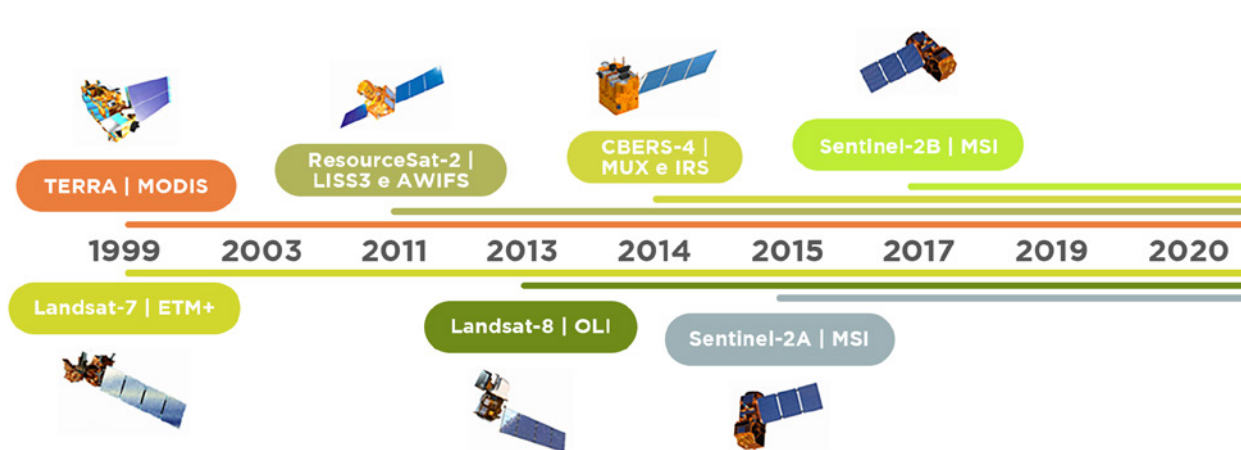 TERRA | MODIS
ResourceSat-2 |
LISS3 e AWIFS
CBERS-4 |
MUX e IRS
Sentinel-2B | MSI
1999 2003 2011 2013 2014 2015 2017 2019 2020
Landsat-7 | ETM+
Landsat-8 | OLI
Sentinel-2A | MSI